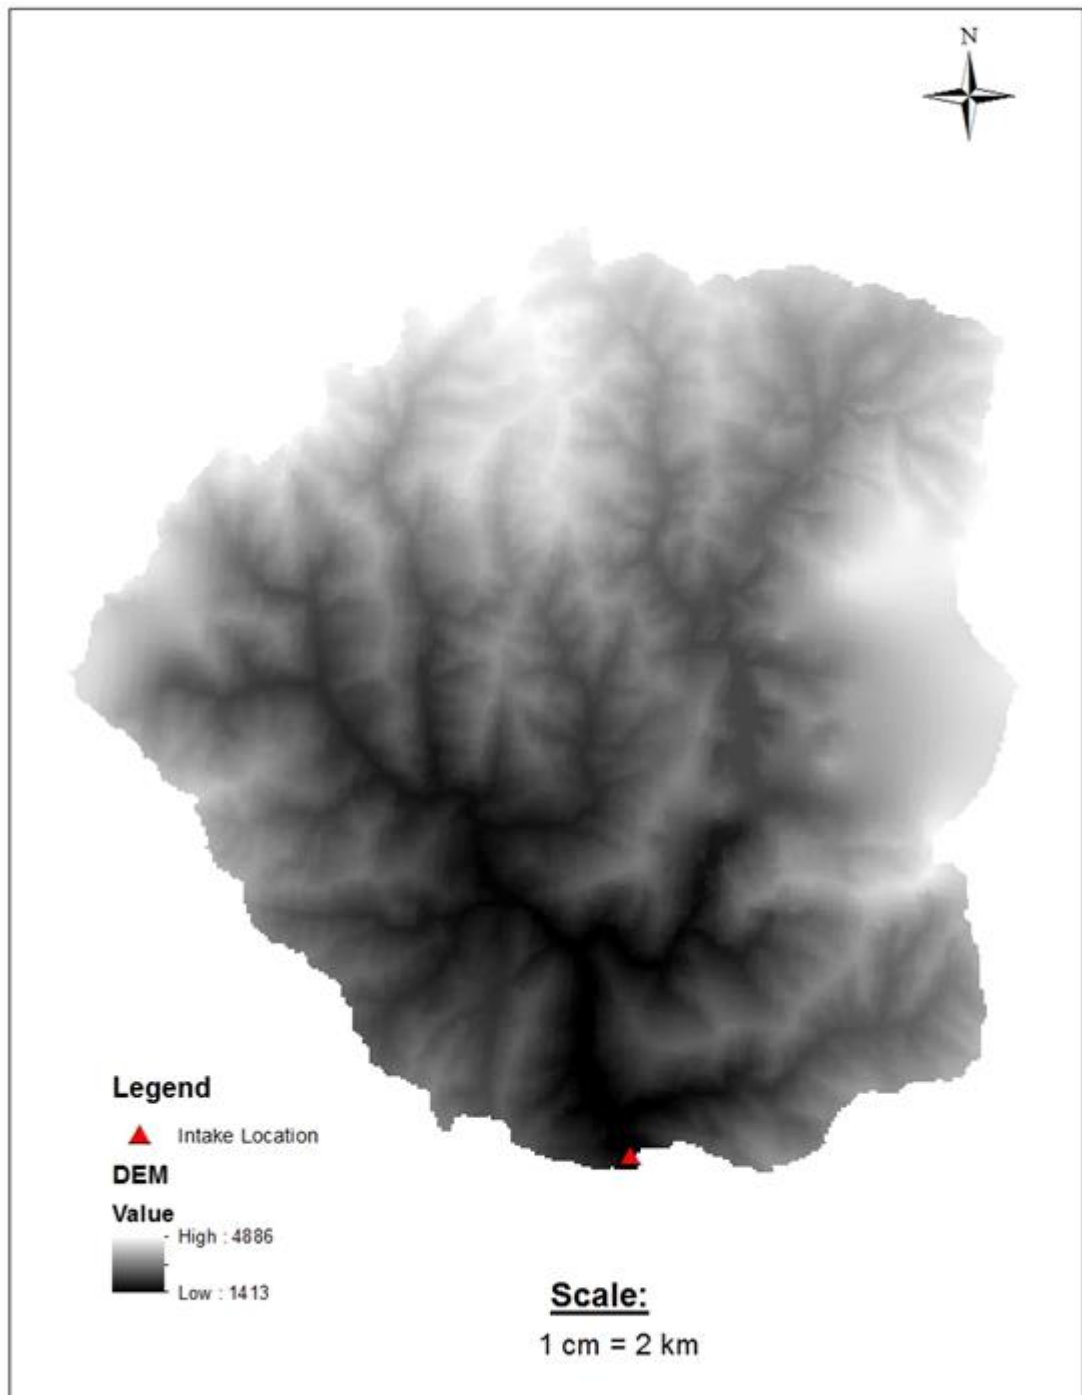 N
Legend
Intake Location
DEM
Value
High : 4886
Low : 1413
Scale:
1 cm = 2 km